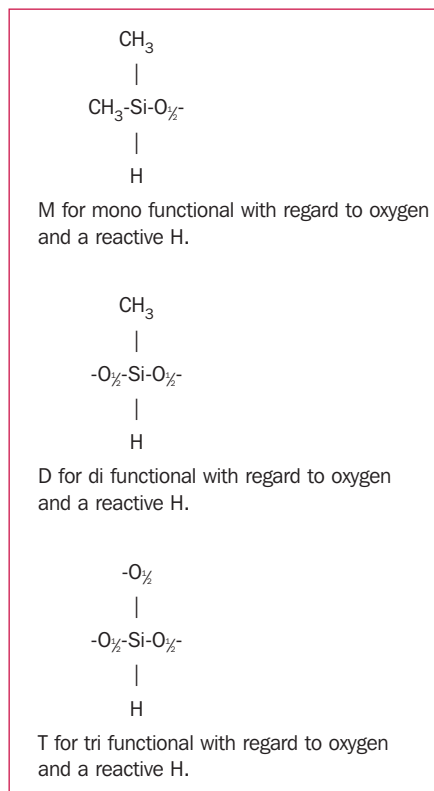 CH₃
|
CH₃-Si-O½-
|
H
M for mono functional with regard to oxygen
and a reactive H.
CH₃
|
-O½-Si-O½-
|
H
D for di functional with regard to oxygen
and a reactive H.
-O½
|
-O½-Si-O½-
|
H
T for tri functional with regard to oxygen
and a reactive H.